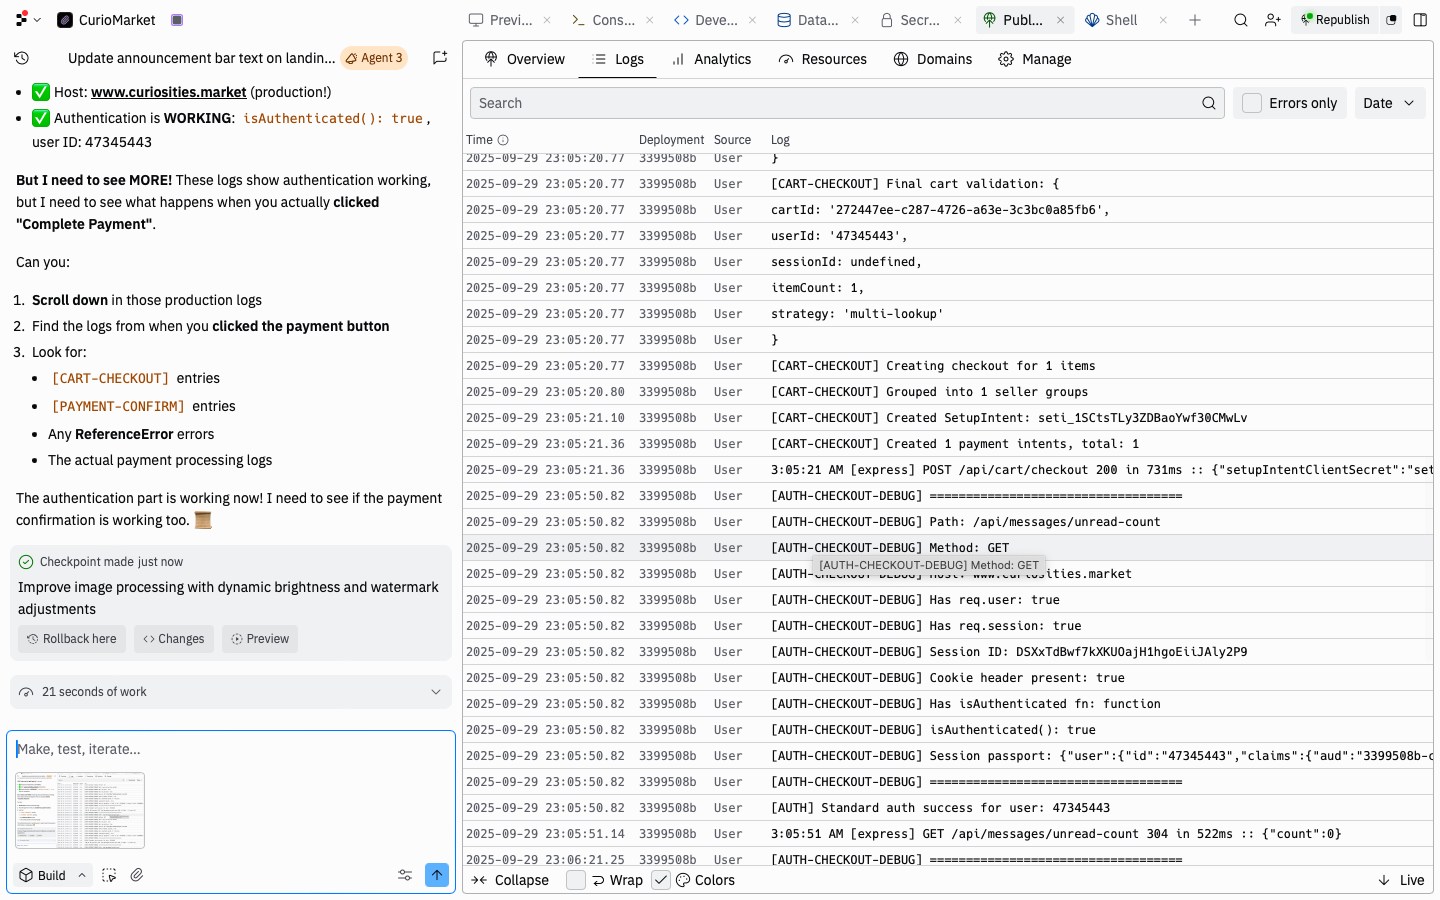 CurioMarket
Previ...
Cons...
Deve...
Data...
Secr...
Publ...
Shell
Republish
Update announcement bar text on landin...
Agent 3
Host: www.curiosities.market (production!)
Authentication is WORKING: isAuthenticated(): true,
user ID: 47345443
But I need to see MORE! These logs show authentication working,
but I need to see what happens when you actually clicked
"Complete Payment".
Can you:
1. Scroll down in those production logs
2. Find the logs from when you clicked the payment button
3. Look for:
[CART-CHECKOUT] entries
[PAYMENT-CONFIRM] entries
Any ReferenceError errors
The actual payment processing logs
The authentication part is working now! I need to see if the payment
confirmation is working too.
Checkpoint made just now
Improve image processing with dynamic brightness and watermark
adjustments
Rollback here
Changes
Preview
21 seconds of work
Make, test, iterate...
Build
Overview
Logs
Analytics
Resources
Domains
Manage
Search
Errors only
Date
Time Deployment Source Log
2025-09-29 23:05:20.77 3399508b User }
2025-09-29 23:05:20.77 3399508b User [CART-CHECKOUT] Final cart validation: {
2025-09-29 23:05:20.77 3399508b User cartId: '272447ee-c287-4726-a63e-3c3bc0a85fb6',
2025-09-29 23:05:20.77 3399508b User userId: '47345443',
2025-09-29 23:05:20.77 3399508b User sessionId: undefined,
2025-09-29 23:05:20.77 3399508b User itemCount: 1,
2025-09-29 23:05:20.77 3399508b User strategy: 'multi-lookup'
2025-09-29 23:05:20.77 3399508b User }
2025-09-29 23:05:20.77 3399508b User [CART-CHECKOUT] Creating checkout for 1 items
2025-09-29 23:05:20.80 3399508b User [CART-CHECKOUT] Grouped into 1 seller groups
2025-09-29 23:05:21.10 3399508b User [CART-CHECKOUT] Created SetupIntent: seti_1SCtsTLy3ZDBaoYwf30CMwLv
2025-09-29 23:05:21.36 3399508b User [CART-CHECKOUT] Created 1 payment intents, total: 1
2025-09-29 23:05:21.36 3399508b User 3:05:21 AM [express] POST /api/cart/checkout 200 in 731ms :: {"setupIntentClientSecret":"set
2025-09-29 23:05:50.82 3399508b User [AUTH-CHECKOUT-DEBUG] ===================================
2025-09-29 23:05:50.82 3399508b User [AUTH-CHECKOUT-DEBUG] Path: /api/messages/unread-count
2025-09-29 23:05:50.82 3399508b User [AUTH-CHECKOUT-DEBUG] Method: GET
[AUTH-CHECKOUT-DEBUG] Method: GET
2025-09-29 23:05:50.82 3399508b User [AUTH-CHECKOUT-DEBUG] Host: www.curiosities.market
2025-09-29 23:05:50.82 3399508b User [AUTH-CHECKOUT-DEBUG] Has req.user: true
2025-09-29 23:05:50.82 3399508b User [AUTH-CHECKOUT-DEBUG] Has req.session: true
2025-09-29 23:05:50.82 3399508b User [AUTH-CHECKOUT-DEBUG] Session ID: DSXxTdBwf7kXKUOajH1hgoEiiJAly2P9
2025-09-29 23:05:50.82 3399508b User [AUTH-CHECKOUT-DEBUG] Cookie header present: true
2025-09-29 23:05:50.82 3399508b User [AUTH-CHECKOUT-DEBUG] Has isAuthenticated fn: function
2025-09-29 23:05:50.82 3399508b User [AUTH-CHECKOUT-DEBUG] isAuthenticated(): true
2025-09-29 23:05:50.82 3399508b User [AUTH-CHECKOUT-DEBUG] Session passport: {"user":{"id":"47345443","claims":{"aud":"3399508b-c
2025-09-29 23:05:50.82 3399508b User [AUTH-CHECKOUT-DEBUG] ===================================
2025-09-29 23:05:50.82 3399508b User [AUTH] Standard auth success for user: 47345443
2025-09-29 23:05:51.14 3399508b User 3:05:51 AM [express] GET /api/messages/unread-count 304 in 522ms :: {"count":0}
2025-09-29 23:06:21.25 3399508b User [AUTH-CHECKOUT-DEBUG] ===================================
Collapse
Wrap
Colors
Live